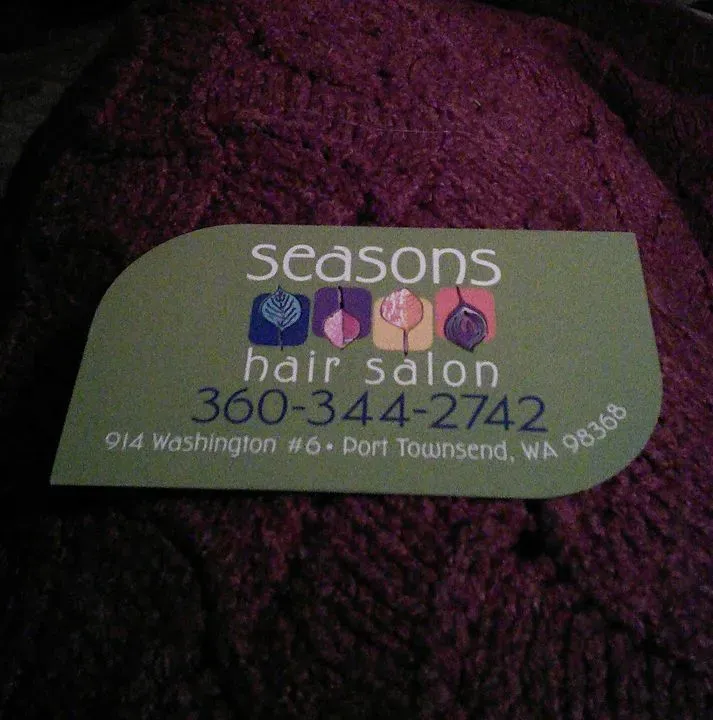 seasons
hair salon
360-344-2742
914 Washington #6 • Port Townsend, WA 98368